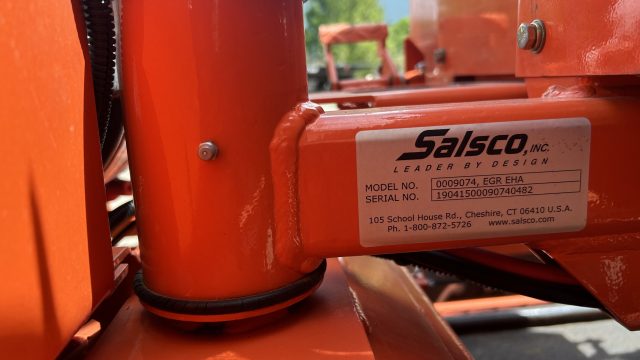 Salsco, INC.
LEADER BY DESIGN
MODEL NO. 0009074, EGR EHA
SERIAL NO. 19041500090740482
105 School House Rd., Cheshire, CT 06410 U.S.A.
Ph. 1-800-872-5726 www.salsco.com